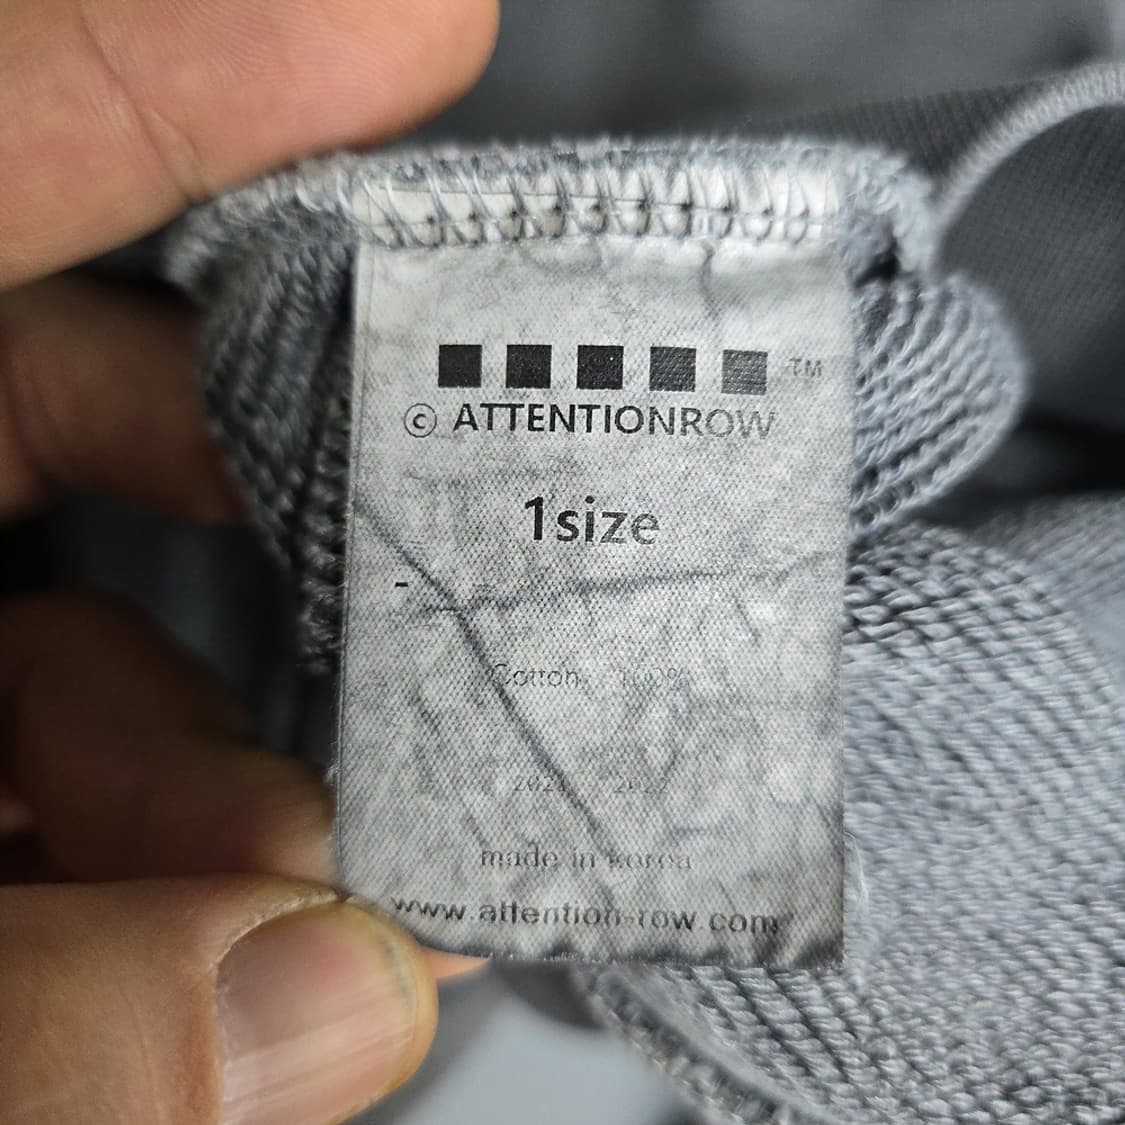 TM
© ATTENTIONROW
1size
-
Cotton 100%
made in korea
www.attention-row.com